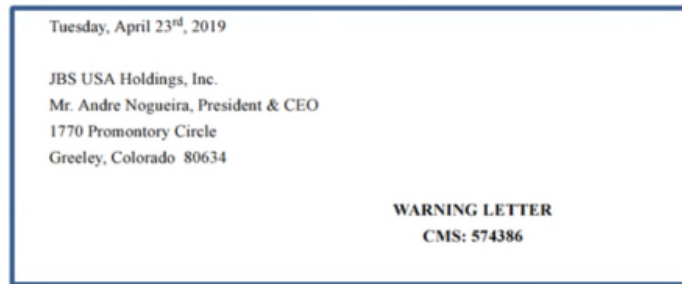 Tuesday, April 23rd, 2019
JBS USA Holdings, Inc.
Mr. Andre Nogueira, President & CEO
1770 Promontory Circle
Greeley, Colorado  80634
WARNING LETTER
CMS: 574386